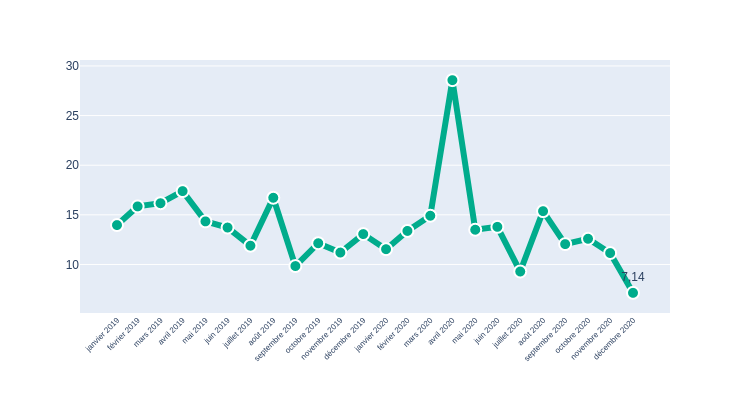 30
25
20
15
10
7,14
janvier 2019
février 2019
mars 2019
avril 2019
mai 2019
juin 2019
juillet 2019
août 2019
septembre 2019
octobre 2019
novembre 2019
décembre 2019
janvier 2020
février 2020
mars 2020
avril 2020
mai 2020
juin 2020
juillet 2020
août 2020
septembre 2020
octobre 2020
novembre 2020
décembre 2020